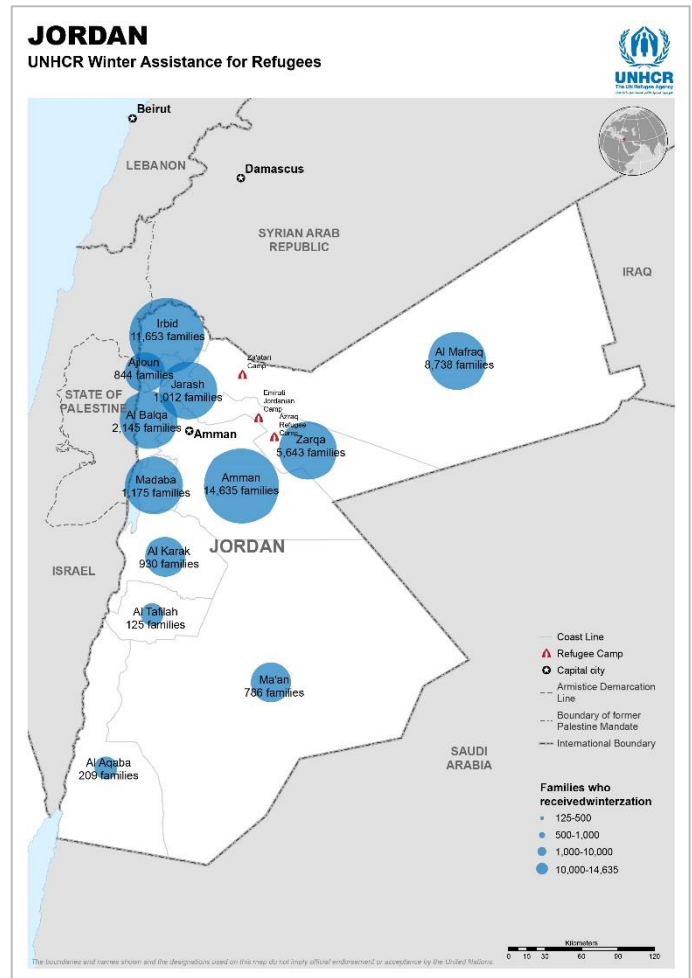 JORDAN
UNHCR Winter Assistance for Refugees
UNHCR
The UN Refugee Agency
Beirut
LEBANON
Damascus
SYRIAN ARAB
REPUBLIC
IRAQ
Irbid
11,653 families
Al Mafraq
8,738 families
Ajloun
844 families
Za'atari
Camp
Jarash
1,012 families
STATE OF
PALESTINE
Emirati
Jordanian
Camp
Al Balqa
2,145 families
Azraq
Refugee
Camp
Amman
Zarqa
5,643 families
Madaba
1,175 families
Amman
14,635 families
JORDAN
Al Karak
930 families
ISRAEL
Al Tafilah
125 families
Ma'an
786 families
SAUDI
ARABIA
Al Aqaba
209 families
Coast Line
Refugee Camp
Capital city
Armistice Demarcation
Line
Boundary of former
Palestine Mandate
International Boundary
Families who
receivedwinterzation
125-500
500-1,000
1,000-10,000
10,000-14,635
Kilometers
0 15 30 60 90 120
The boundaries and names shown and the designations used on this map do not imply official endorsement or acceptance by the United Nations.